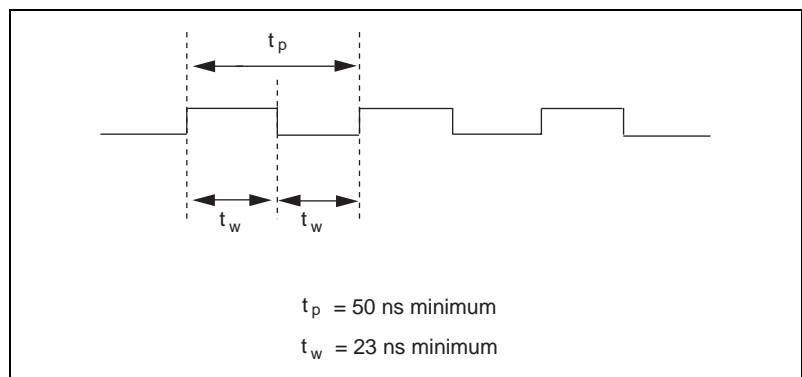 t p
t w t w
t p = 50 ns minimum
t w = 23 ns minimum